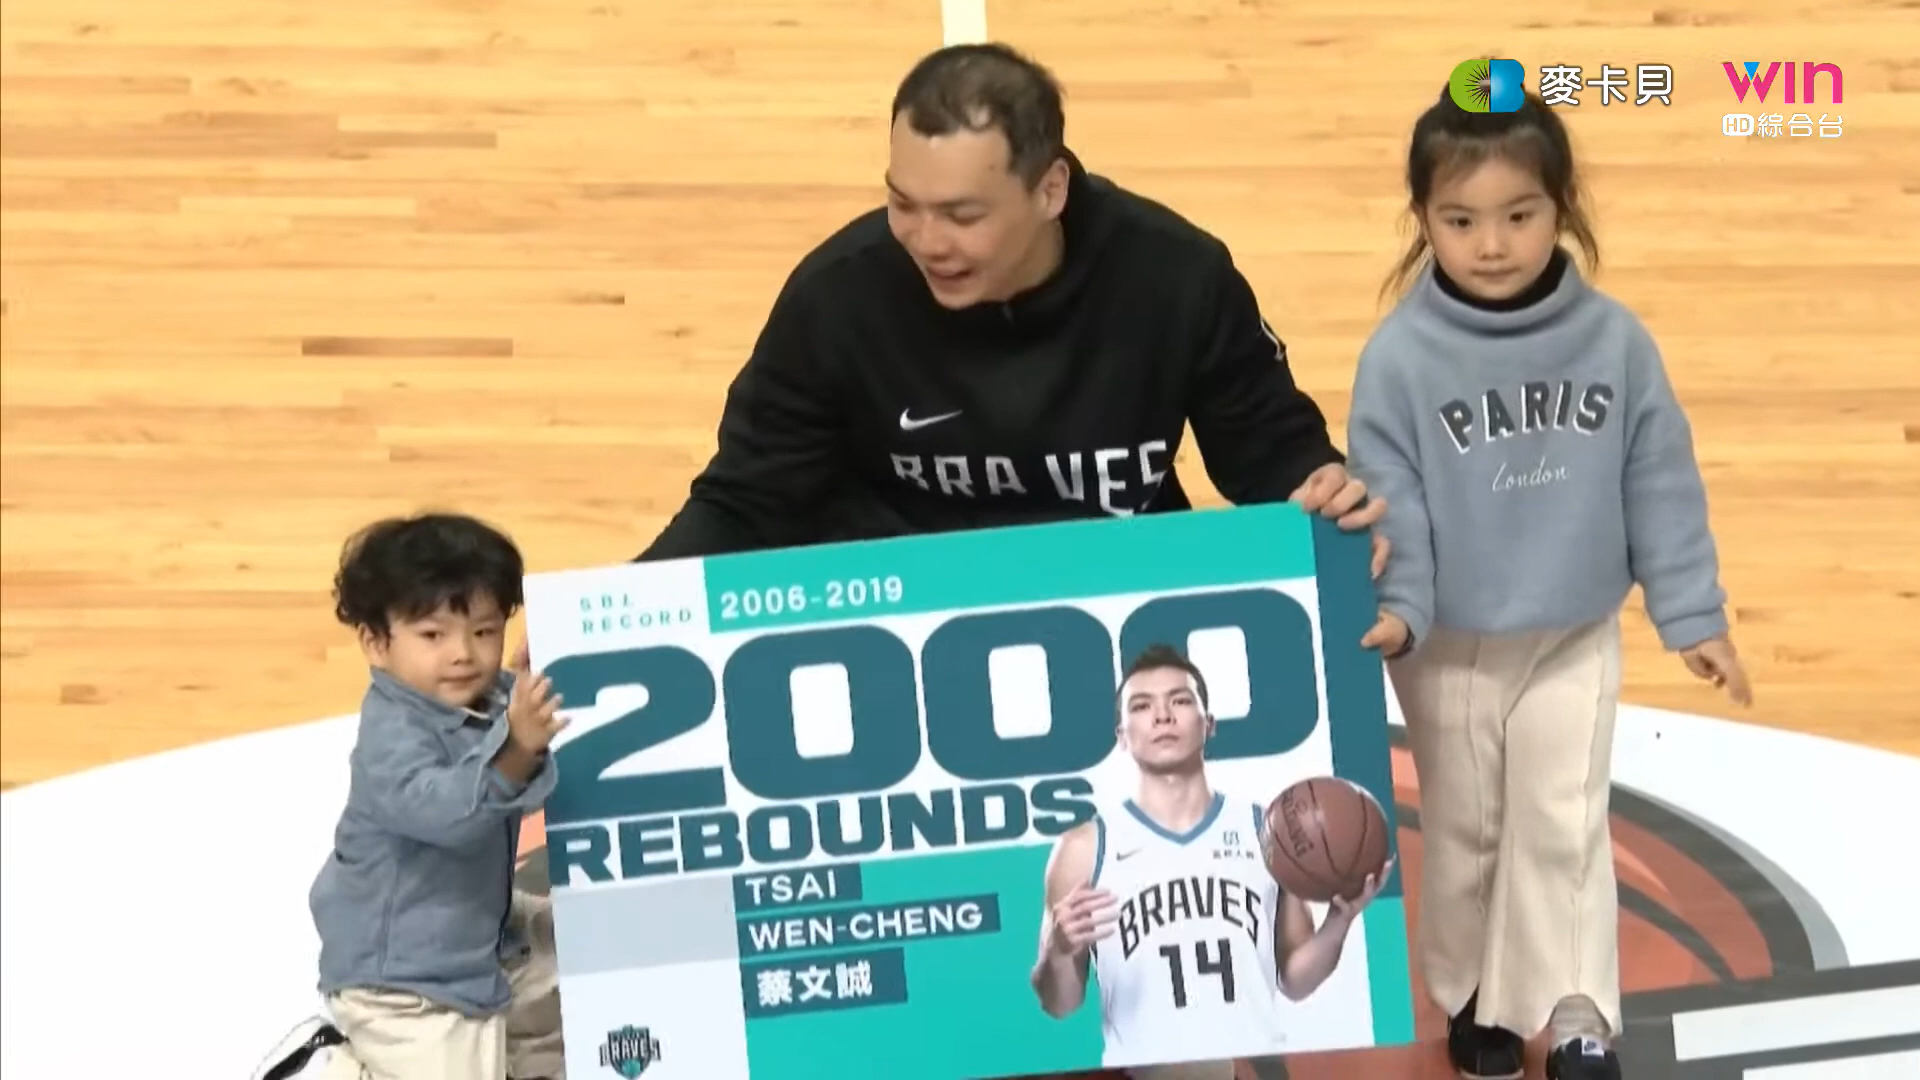 麥卡貝
win
HD綜合台
PARIS
London
BRAVES
SBL
RECORD
2006-2019
2000
REBOUNDS
TSAI
WEN-CHENG
蔡文誠
BRAVES
14
BRAVES